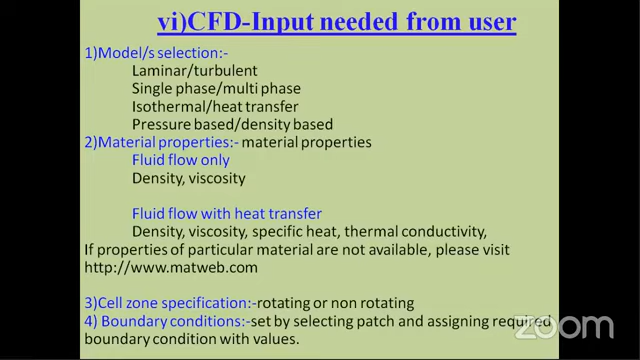 vi)CFD-Input needed from user
1)Model/s selection:-
Laminar/turbulent
Single phase/multi phase
Isothermal/heat transfer
Pressure based/density based
2)Material properties:- material properties
Fluid flow only
Density, viscosity
Fluid flow with heat transfer
Density, viscosity, specific heat, thermal conductivity,
If properties of particular material are not available, please visit
http://www.matweb.com
3)Cell zone specification:-rotating or non rotating
4) Boundary conditions:-set by selecting patch and assigning required
boundary condition with values.
zoom